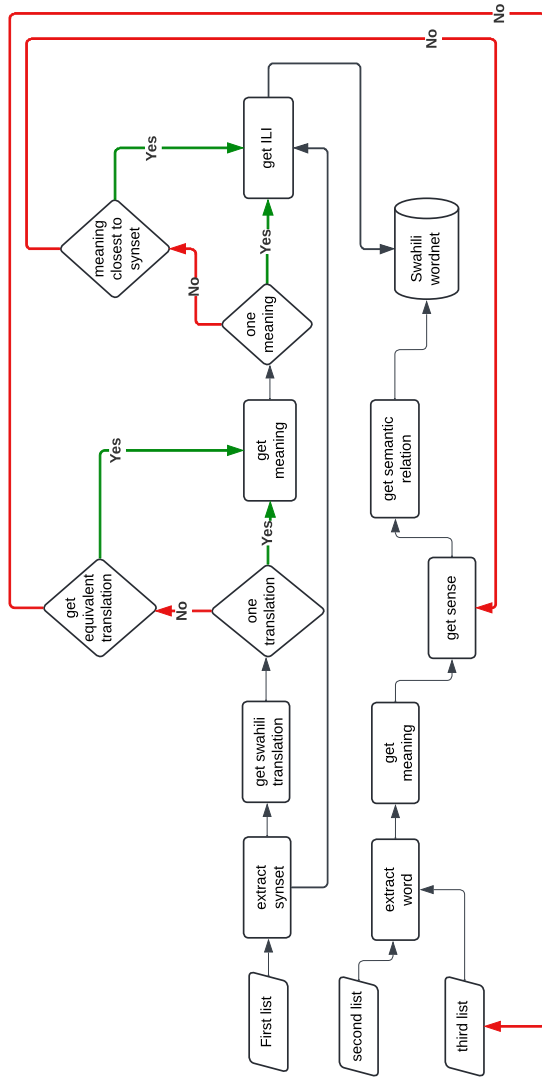 First list
extract
synset
get swahili
translation
one
translation
Yes
No
get
equivalent
translation
Yes
get
meaning
one
meaning
Yes
No
meaning
closest to
synset
Yes
get ILI
No
No
second list
third list
extract
word
get
meaning
get sense
get semantic
relation
Swahili
wordnet